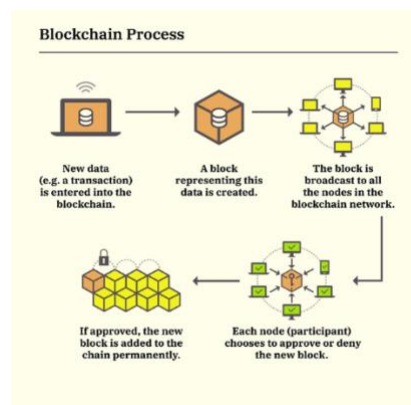 Blockchain Process
New data
(e.g. a transaction)
is entered into the
blockchain.
A block
representing this
data is created.
The block is
broadcast to all
the nodes in the
blockchain network.
If approved, the new
block is added to the
chain permanently.
Each node (participant)
chooses to approve or deny
the new block.